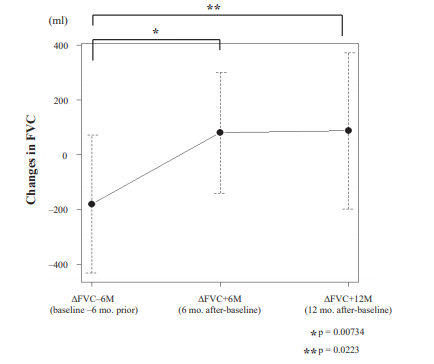 (ml)
**
*
400
200
0
–200
–400
Changes in FVC
ΔFVC–6M
(baseline –6 mo. prior)
ΔFVC+6M
(6 mo. after-baseline)
ΔFVC+12M
(12 mo. after-baseline)
*p = 0.00734
**p = 0.0223